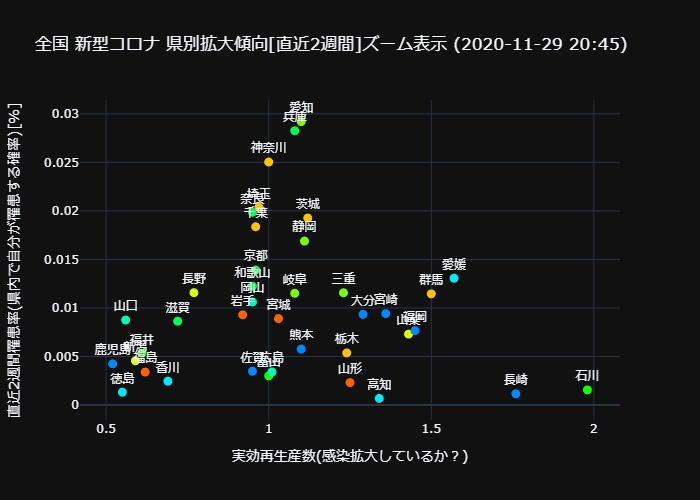 全国 新型コロナ 県別拡大傾向[直近2週間]ズーム表示 (2020-11-29 20:45)
直近2週間罹患率(県内で自分が罹患する確率)[%]
0.03
0.025
0.02
0.015
0.01
0.005
0
愛知
兵庫
神奈川
埼玉
奈良
千葉
茨城
静岡
京都
和歌山
岡山
愛媛
長野
岐阜
三重
群馬
岩手
宮城
大分
宮崎
山口
滋賀
山梨
福岡
熊本
栃木
福井
新潟
鹿児島
福島
香川
徳島
佐賀
広島
富山
山形
高知
長崎
石川
0.5
1
1.5
2
実効再生産数(感染拡大しているか？)